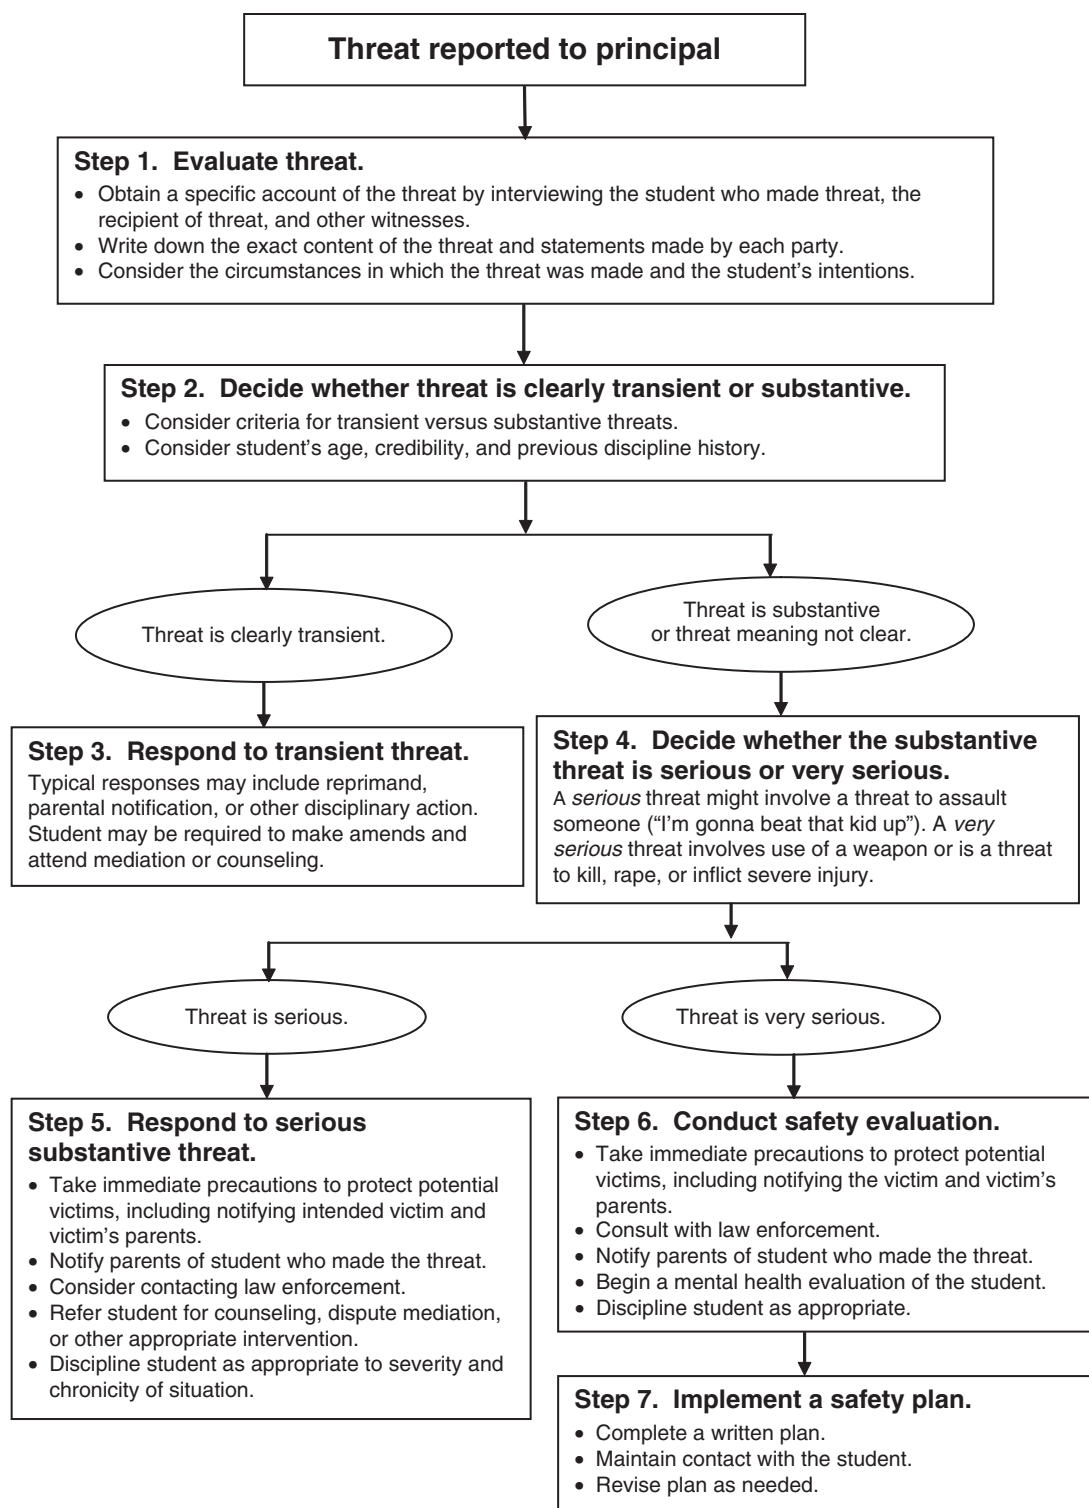 Threat reported to principal
Step 1.  Evaluate threat.
• Obtain a specific account of the threat by interviewing the student who made threat, the
recipient of threat, and other witnesses.
• Write down the exact content of the threat and statements made by each party.
• Consider the circumstances in which the threat was made and the student's intentions.
Step 2.  Decide whether threat is clearly transient or substantive.
• Consider criteria for transient versus substantive threats.
• Consider student's age, credibility, and previous discipline history.
Threat is clearly transient.
Threat is substantive
or threat meaning not clear.
Step 3.  Respond to transient threat.
Typical responses may include reprimand,
parental notification, or other disciplinary action.
Student may be required to make amends and
attend mediation or counseling.
Step 4.  Decide whether the substantive
threat is serious or very serious.
A serious threat might involve a threat to assault
someone (“I'm gonna beat that kid up”). A very
serious threat involves use of a weapon or is a threat
to kill, rape, or inflict severe injury.
Threat is serious.
Threat is very serious.
Step 5.  Respond to serious
substantive threat.
• Take immediate precautions to protect potential
victims, including notifying intended victim and
victim's parents.
• Notify parents of student who made the threat.
• Consider contacting law enforcement.
• Refer student for counseling, dispute mediation,
or other appropriate intervention.
• Discipline student as appropriate to severity and
chronicity of situation.
Step 6.  Conduct safety evaluation.
• Take immediate precautions to protect potential
victims, including notifying the victim and victim's
parents.
• Consult with law enforcement.
• Notify parents of student who made the threat.
• Begin a mental health evaluation of the student.
• Discipline student as appropriate.
Step 7.  Implement a safety plan.
• Complete a written plan.
• Maintain contact with the student.
• Revise plan as needed.